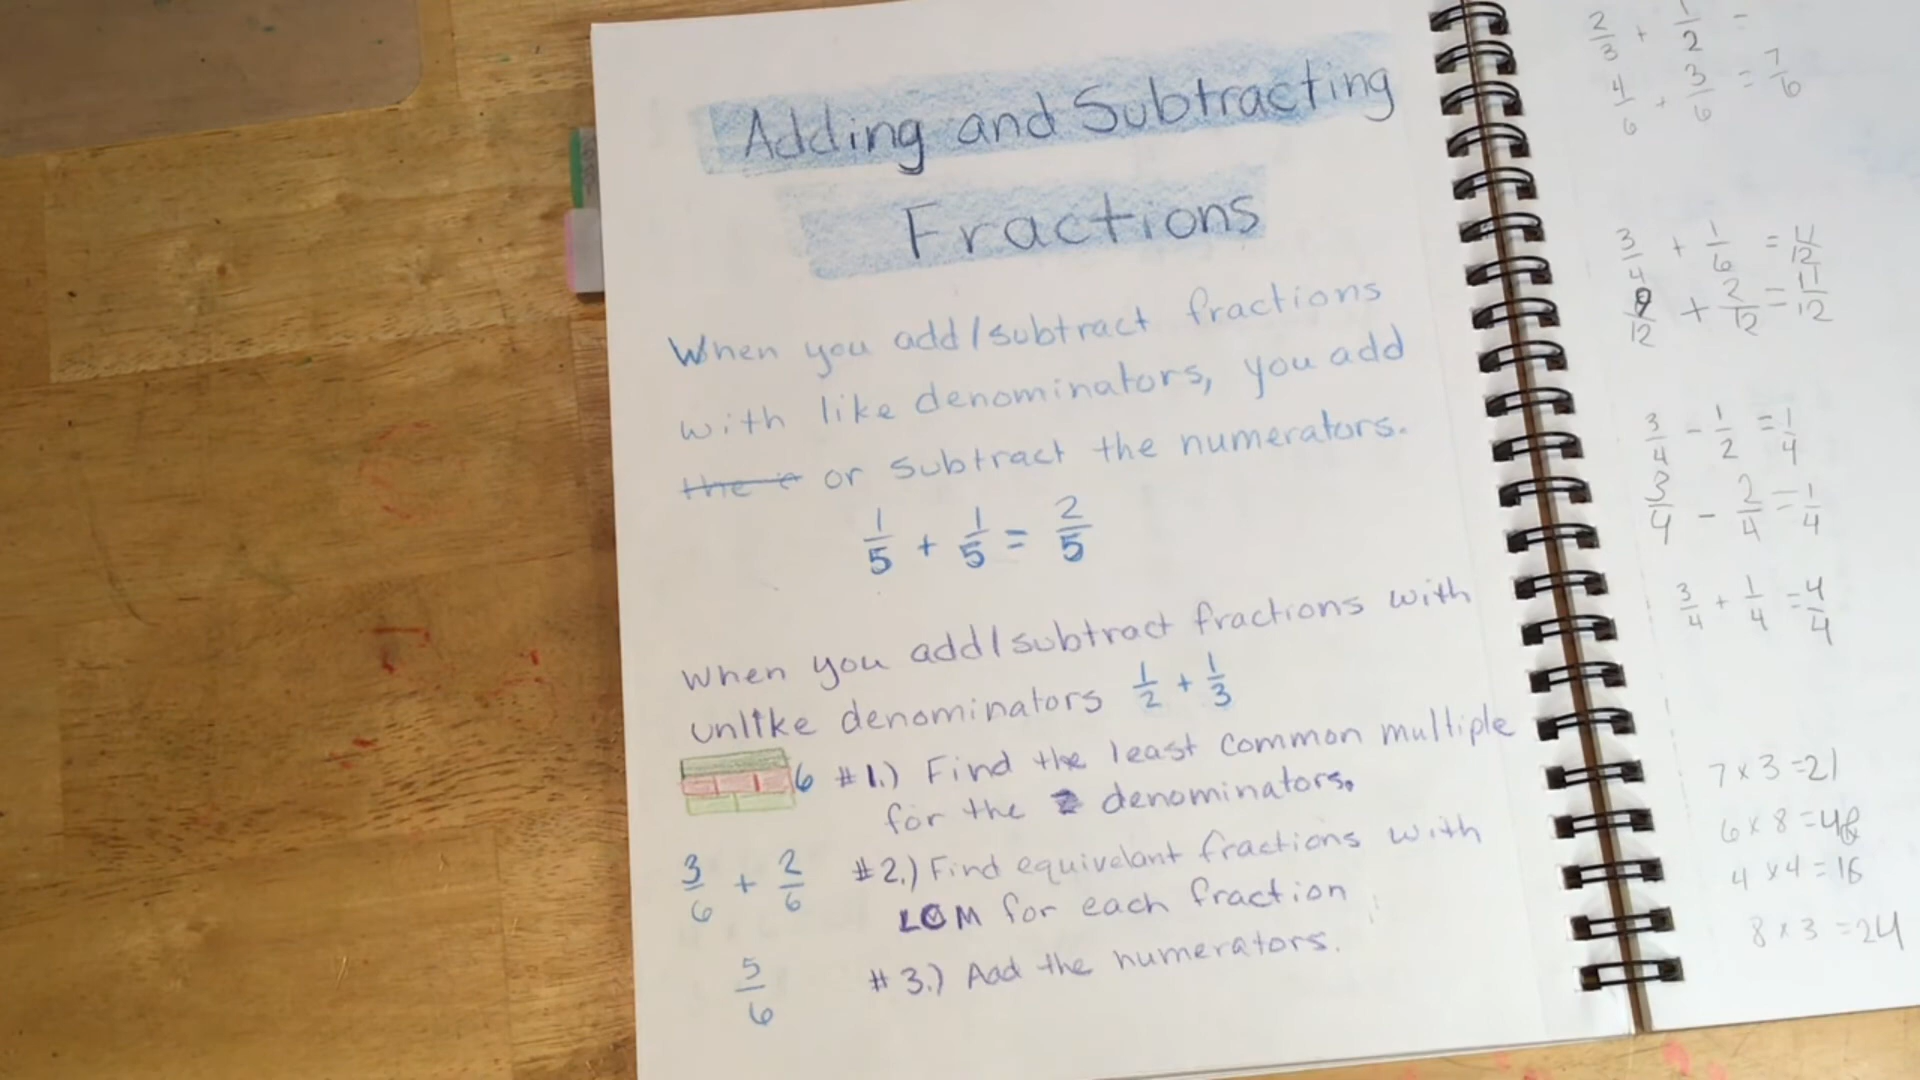 Adding and Subtracting
Fractions
When you add/subtract fractions
with like denominators, you add
the e or subtract the numerators.
1/5 + 1/5 = 2/5
When you add/subtract fractions with
unlike denominators 1/2 + 1/3
6 #1.) Find the least common multiple
for the denominators.
3/6 + 2/6 #2.) Find equivelant fractions with
LCM for each fraction
5/6 #3.) Add the numerators.
2/3 + 1/2 =
4/6 + 3/6 = 7/6
3/4 + 1/6 = 11/12
9/12 + 2/12 = 11/12
3/4 - 1/2 = 1/4
3/4 - 2/4 = 1/4
3/4 + 1/4 = 4/4
7 x 3 = 21
6 x 8 = 48
4 x 4 = 16
8 x 3 = 24